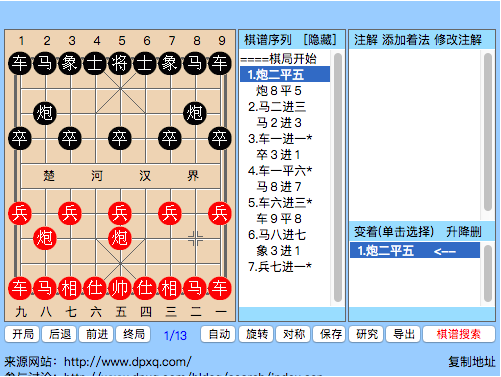 1 2 3 4 5 6 7 8 9
车 马 象 士 将 士 象 马 车
炮 炮
卒 卒 卒 卒 卒
楚 河 汉 界
兵 兵 兵 兵 兵
炮 炮
车 马 相 仕 帅 仕 相 马 车
九 八 七 六 五 四 三 二 一
棋谱序列 [隐藏]
====棋局开始
1.炮二平五
炮8平5
2.马二进三
马2进3
3.车一进一*
卒3进1
4.车一平六*
马8进7
5.车六进三*
车9平8
6.马八进七
象3进1
7.兵七进一*
注解 添加着法 修改注解
变着(单击选择) 升降删
1.炮二平五 <--
开局 后退 前进 终局 1/13 自动 旋转 对称 保存 研究 导出 棋谱搜索
来源网站：http://www.dpxq.com/ 复制地址